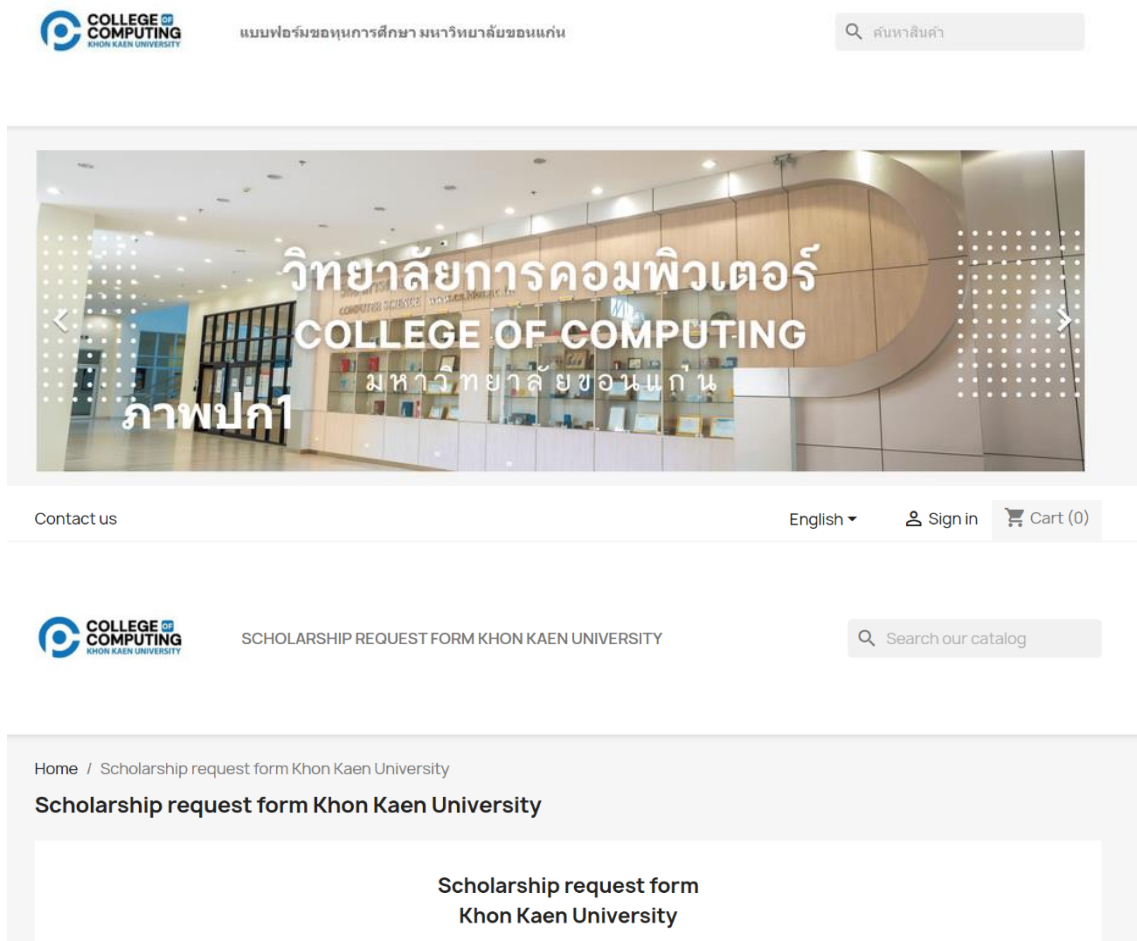 COLLEGE OF
COMPUTING
KHON KAEN UNIVERSITY
แบบฟอร์มขอทุนการศึกษา มหาวิทยาลัยขอนแก่น
ค้นหาสินค้า
วิทยาลัยการคอมพิวเตอร์
COMPUTER SCIENCE
COLLEGE OF COMPUTING
มหาวิทยาลัยขอนแก่น
ภาพปก1
Contact us
English
Sign in
Cart (0)
COLLEGE OF
COMPUTING
KHON KAEN UNIVERSITY
SCHOLARSHIP REQUEST FORM KHON KAEN UNIVERSITY
Search our catalog
Home / Scholarship request form Khon Kaen University
Scholarship request form Khon Kaen University
Scholarship request form
Khon Kaen University